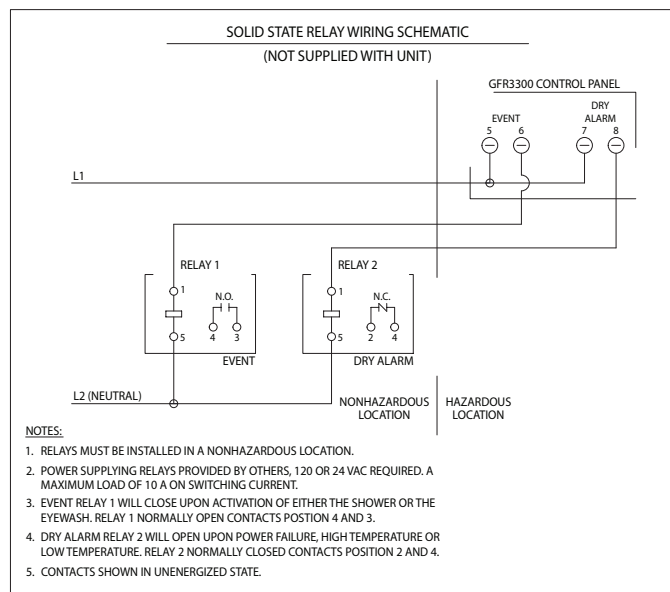 SOLID STATE RELAY WIRING SCHEMATIC
(NOT SUPPLIED WITH UNIT)
GFR3300 CONTROL PANEL
DRY
EVENT ALARM
5 6 7 8
L1
RELAY 1 RELAY 2
1 N.O. 1 N.C.
5 4 3 5 2 4
EVENT DRY ALARM
L2 (NEUTRAL)
NONHAZARDOUS HAZARDOUS
LOCATION LOCATION
NOTES:
1. RELAYS MUST BE INSTALLED IN A NONHAZARDOUS LOCATION.
2. POWER SUPPLYING RELAYS PROVIDED BY OTHERS, 120 OR 24 VAC REQUIRED. A
MAXIMUM LOAD OF 10 A ON SWITCHING CURRENT.
3. EVENT RELAY 1 WILL CLOSE UPON ACTIVATION OF EITHER THE SHOWER OR THE
EYEWASH. RELAY 1 NORMALLY OPEN CONTACTS POSTION 4 AND 3.
4. DRY ALARM RELAY 2 WILL OPEN UPON POWER FAILURE, HIGH TEMPERATURE OR
LOW TEMPERATURE. RELAY 2 NORMALLY CLOSED CONTACTS POSITION 2 AND 4.
5. CONTACTS SHOWN IN UNENERGIZED STATE.